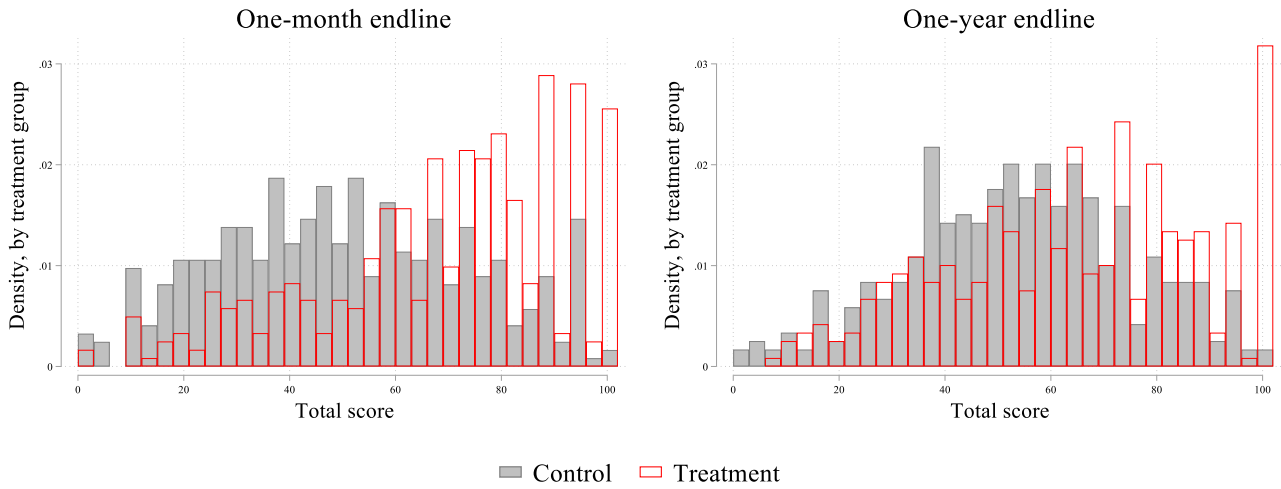 One-month endline
Density, by treatment group
.03
.02
.01
0
0 20 40 60 80 100
Total score
One-year endline
Density, by treatment group
.03
.02
.01
0
0 20 40 60 80 100
Total score
Control Treatment